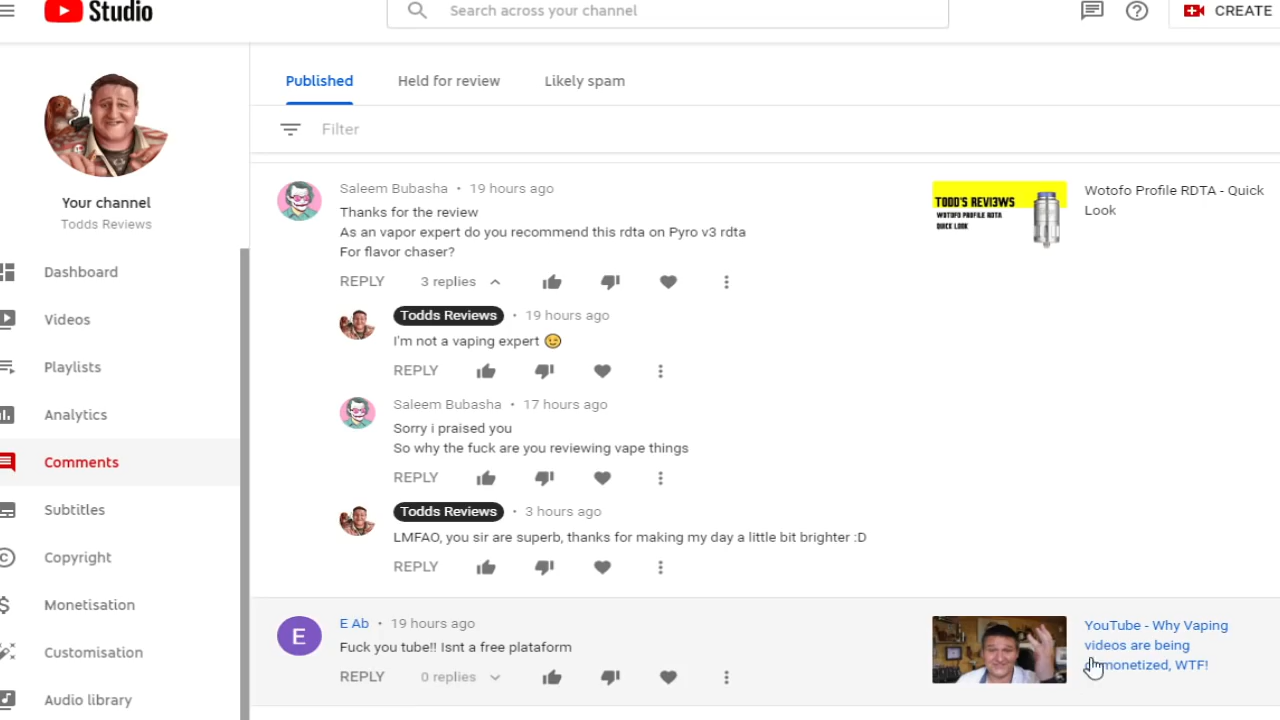 Studio
Search across your channel
CREATE
Your channel
Todds Reviews
Dashboard
Videos
Playlists
Analytics
Comments
Subtitles
Copyright
Monetisation
Customisation
Audio library
Published
Held for review
Likely spam
Filter
Saleem Bubasha • 19 hours ago
Thanks for the review
As an vapor expert do you recommend this rdta on Pyro v3 rdta
For flavor chaser?
REPLY 3 replies
TODD'S REVI3WS
WOTOFO PROFILE RDTA
QUICK LOOK
Wotofo Profile RDTA - Quick
Look
Todds Reviews • 19 hours ago
I'm not a vaping expert 😉
REPLY
Saleem Bubasha • 17 hours ago
Sorry i praised you
So why the fuck are you reviewing vape things
REPLY
Todds Reviews • 3 hours ago
LMFAO, you sir are superb, thanks for making my day a little bit brighter :D
REPLY
E
E Ab • 19 hours ago
Fuck you tube!! Isnt a free plataform
REPLY 0 replies
YouTube - Why Vaping
videos are being
monetized, WTF!